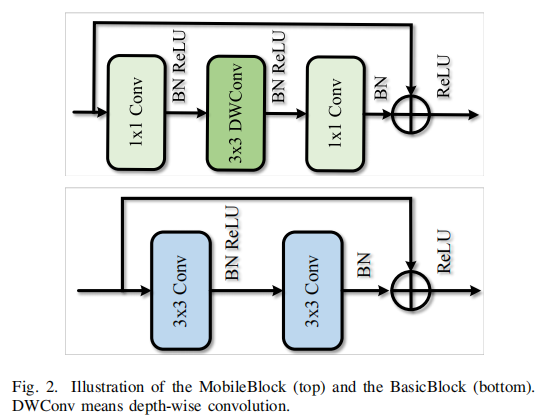 1x1 Conv
BN ReLU
3x3 DWConv
BN ReLU
1x1 Conv
BN
ReLU
3x3 Conv
BN ReLU
3x3 Conv
BN
ReLU
Fig. 2. Illustration of the MobileBlock (top) and the BasicBlock (bottom).
DWConv means depth-wise convolution.